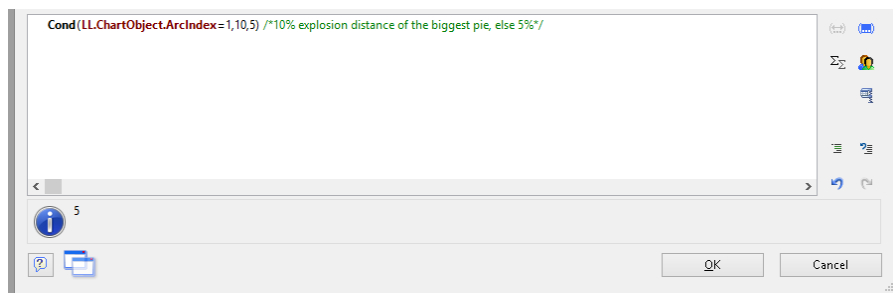 Cond(LL.ChartObject.ArcIndex=1,10,5) /*10% explosion distance of the biggest pie, else 5%*/
5
OK
Cancel